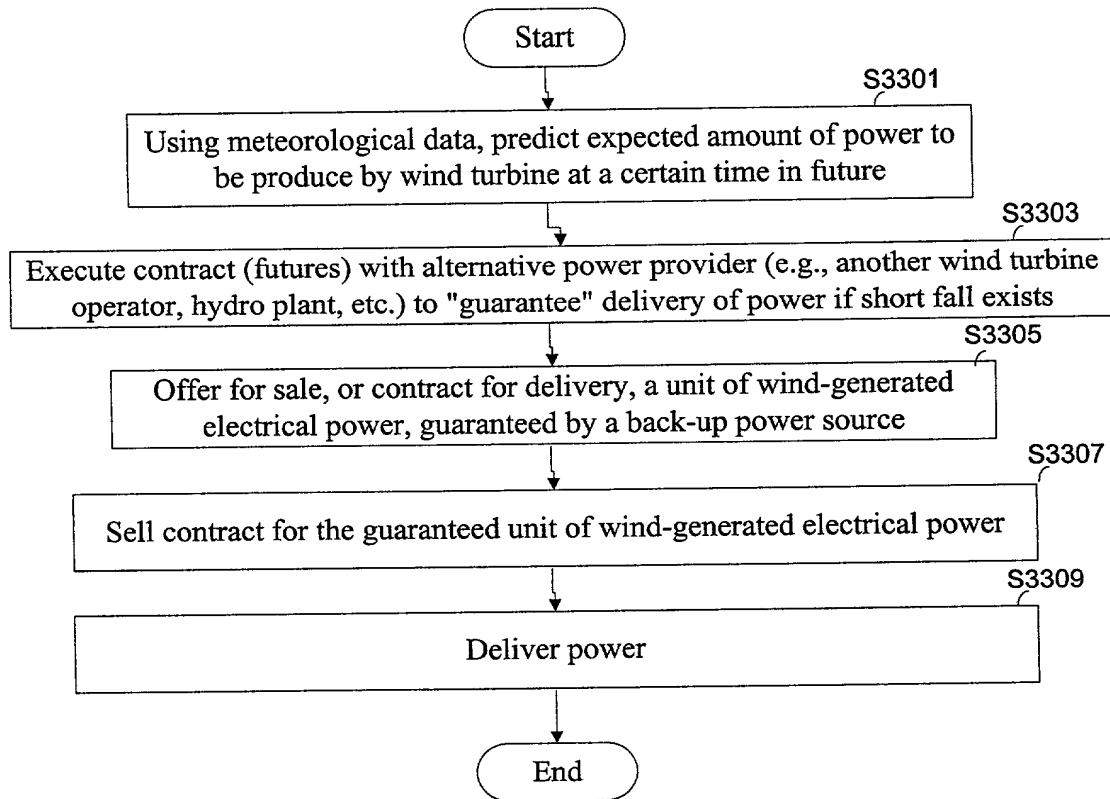 Start
S3301
Using meteorological data, predict expected amount of power to
be produce by wind turbine at a certain time in future
S3303
Execute contract (futures) with alternative power provider (e.g., another wind turbine
operator, hydro plant, etc.) to "guarantee" delivery of power if short fall exists
S3305
Offer for sale, or contract for delivery, a unit of wind-generated
electrical power, guaranteed by a back-up power source
S3307
Sell contract for the guaranteed unit of wind-generated electrical power
S3309
Deliver power
End